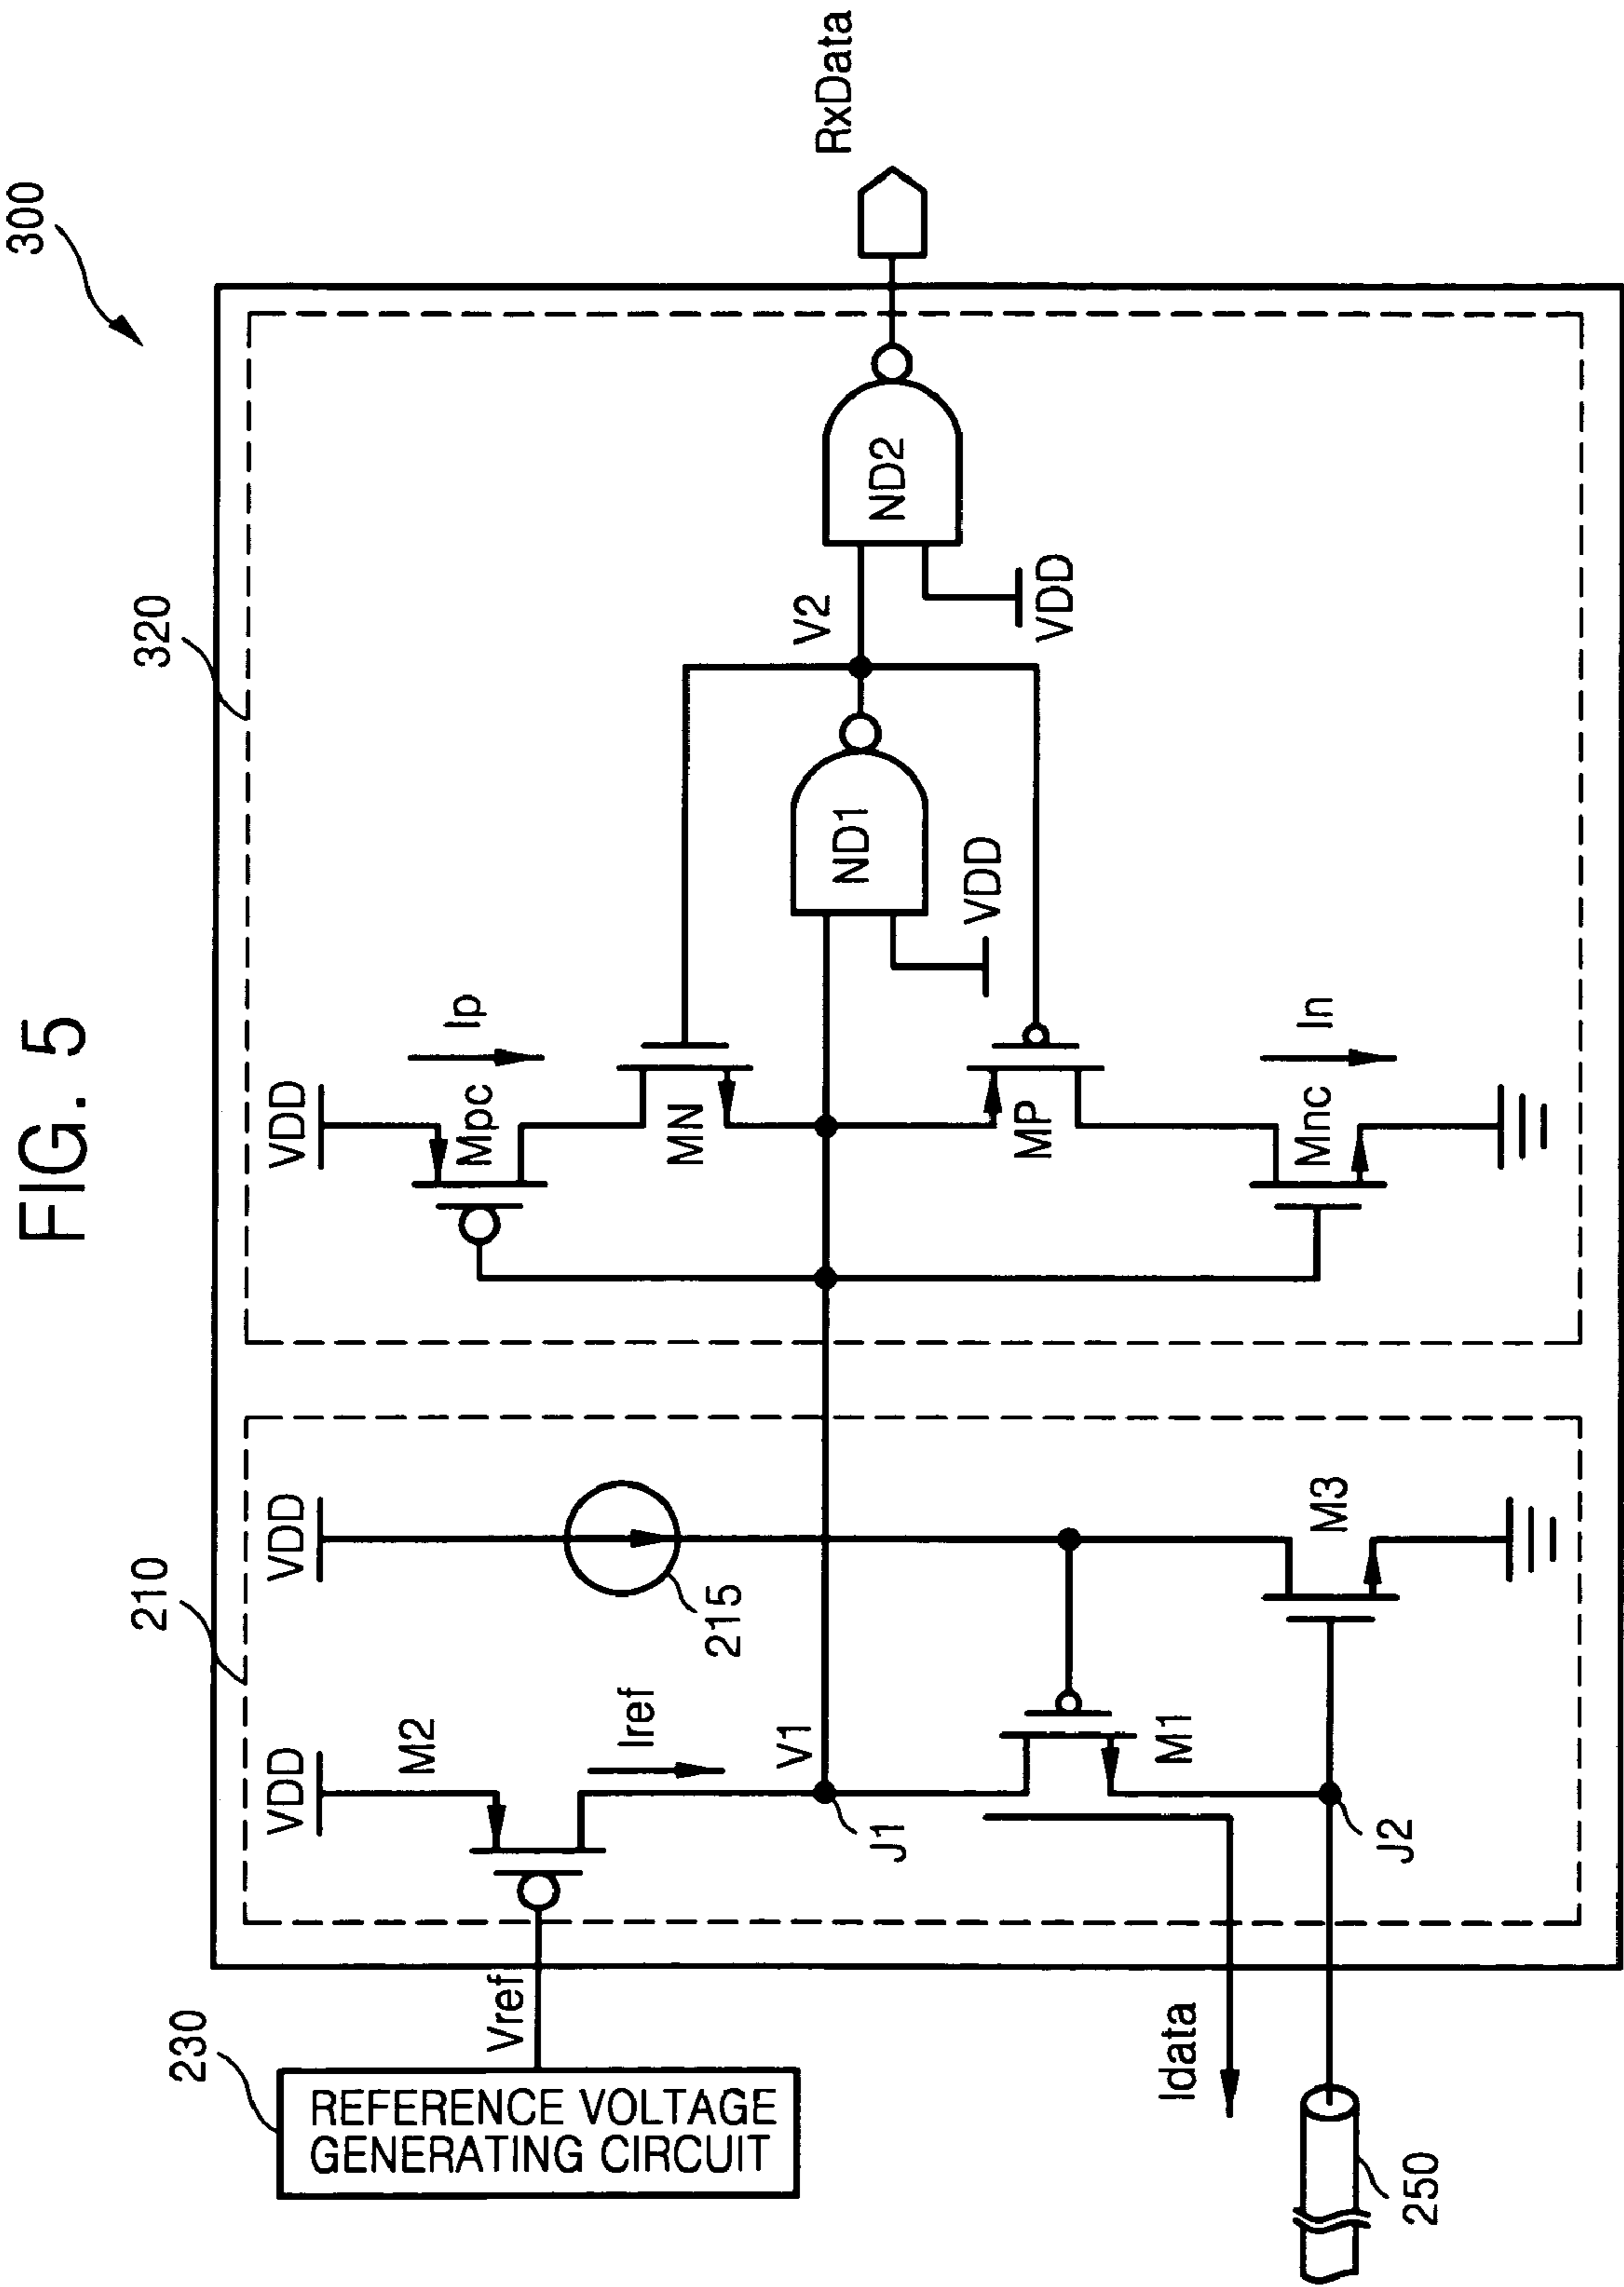 FIG. 5
300
230
210
320
REFERENCE VOLTAGE
GENERATING CIRCUIT
Vref
VDD
M2
Iref
V1
J1
VDD
215
M1
M3
J2
Idata
250
VDD
Mpc
Ip
MN
MP
Mnc
In
ND1
VDD
V2
ND2
VDD
RxData